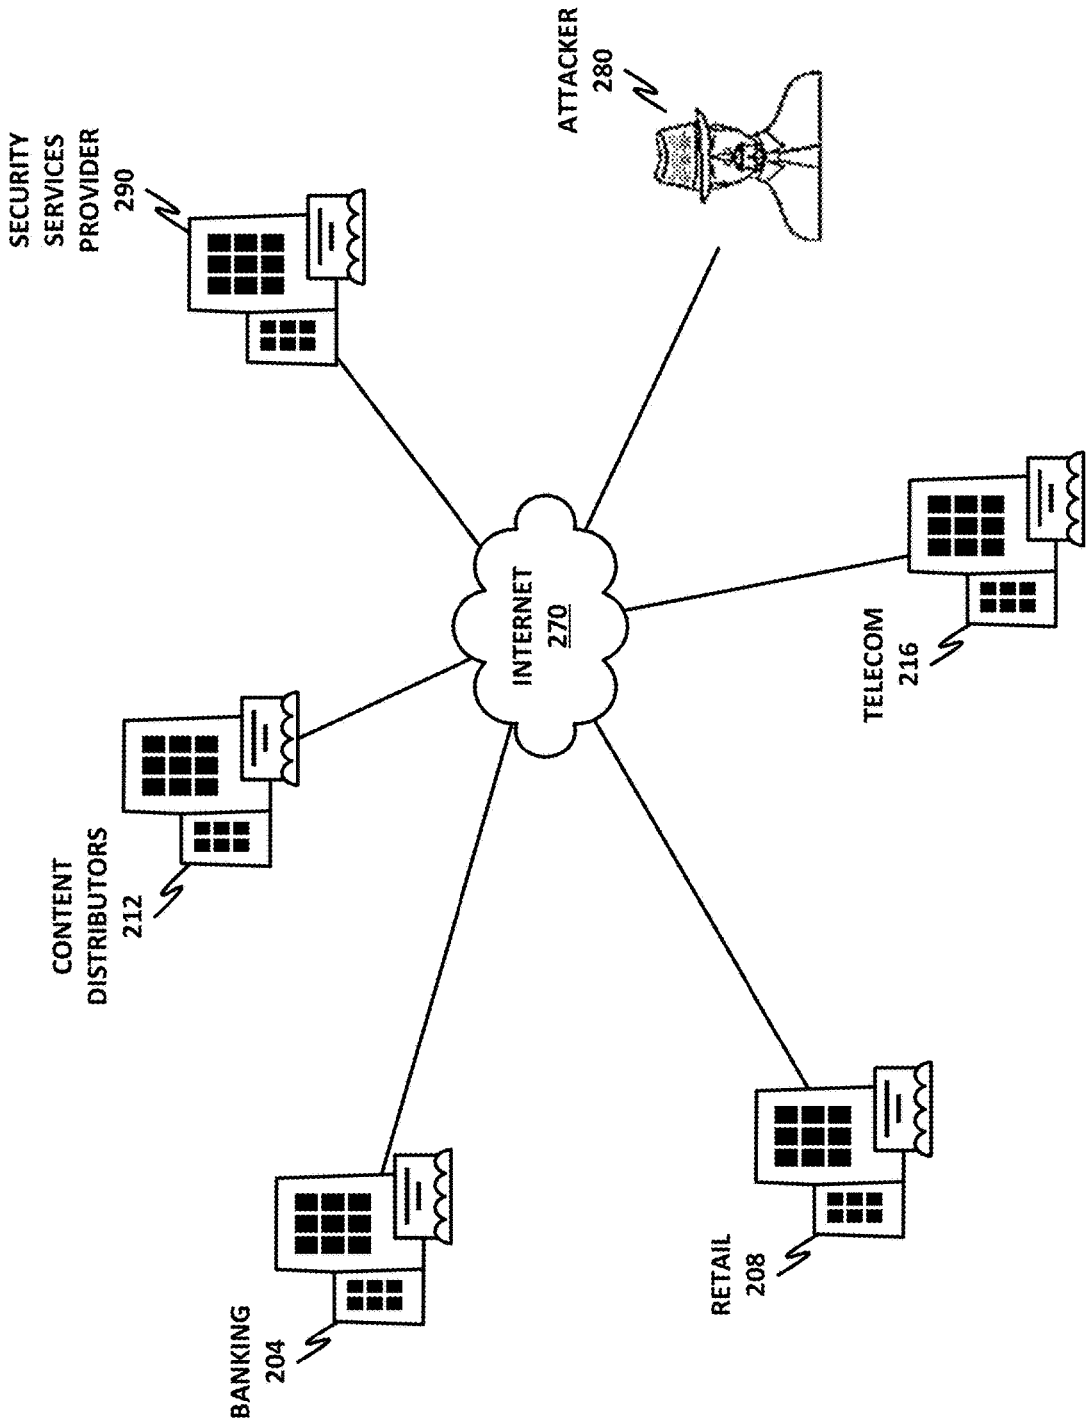 SECURITY
SERVICES
PROVIDER
290
ATTACKER
280
CONTENT
DISTRIBUTORS
212
INTERNET
270
TELECOM
216
BANKING
204
RETAIL
208